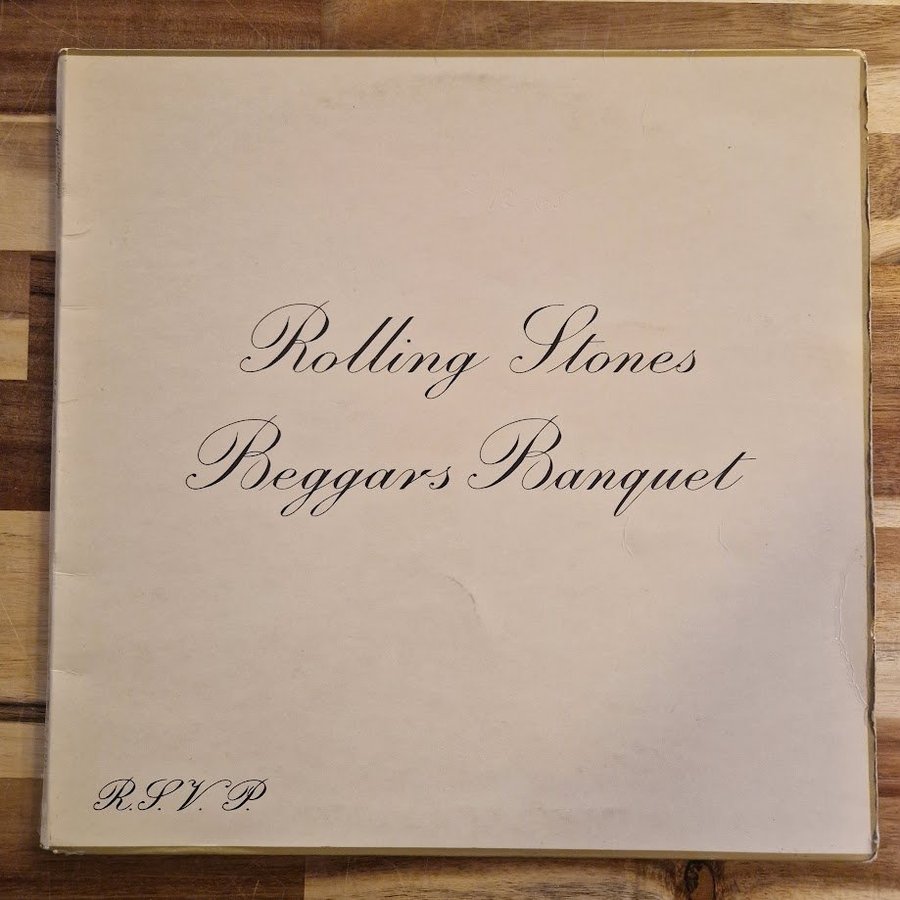 Rolling Stones
Beggars Banquet
R.S.V.P.